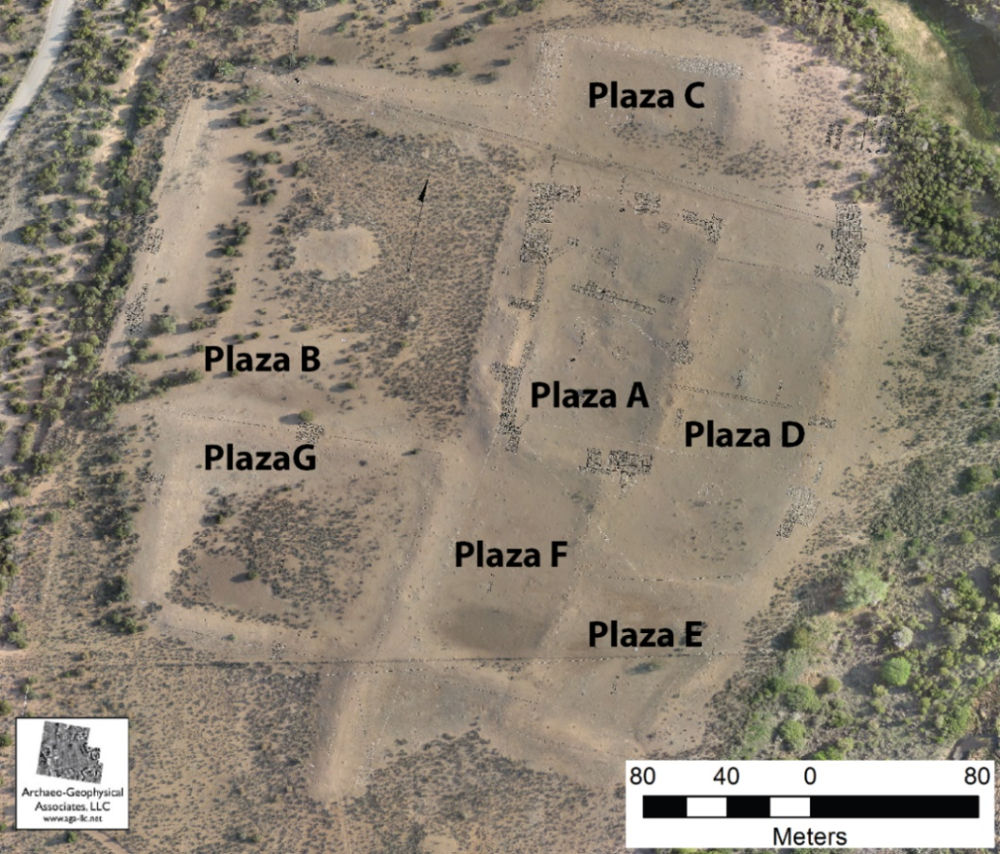 Plaza C
Plaza B
Plaza A
Plaza D
PlazaG
Plaza F
Plaza E
Archaeo-Geophysical
Associates, LLC
www.aga-llc.net
80 40 0 80
Meters